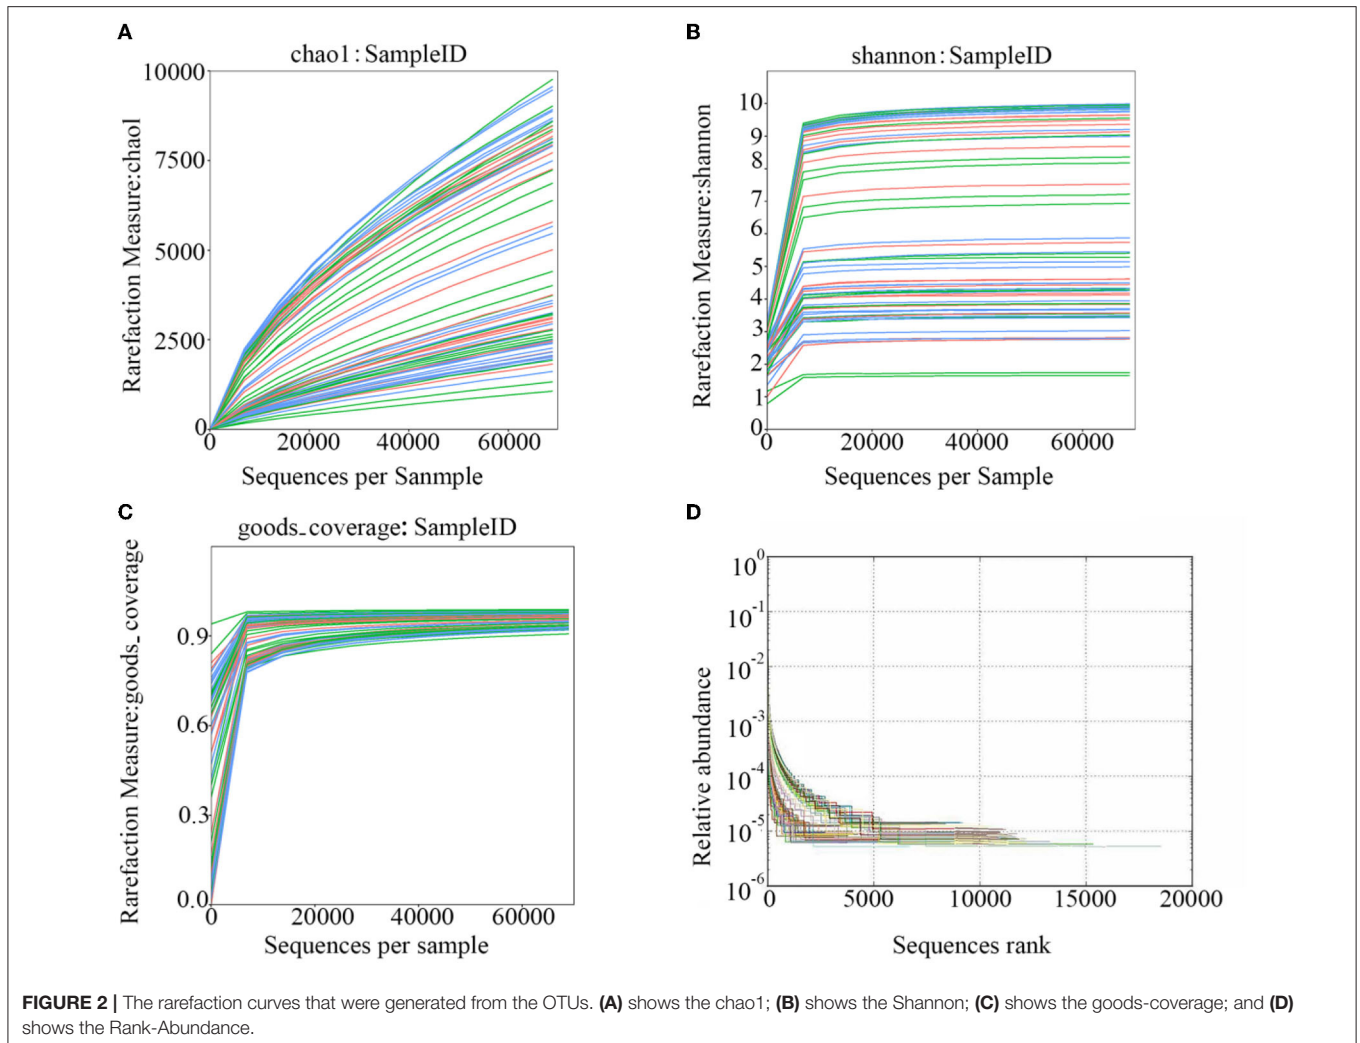 A
chao1: SampleID
Rarefaction Measure:chaol
10000
7500
5000
2500
0
0 20000 40000 60000
Sequences per Sanmple
B
shannon: SampleID
Rarefaction Measure:shannon
10
9
8
7
6
5
4
3
2
1
0
0 20000 40000 60000
Sequences per Sample
C
goods_coverage: SampleID
Rarefaction Measure:goods_coverage
0.9
0.6
0.3
0.0
0 20000 40000 60000
Sequences per sample
D
Relative abundance
10^0
10^-1
10^-2
10^-3
10^-4
10^-5
10^-6
0 5000 10000 15000 20000
Sequences rank
FIGURE 2 | The rarefaction curves that were generated from the OTUs. (A) shows the chao1; (B) shows the Shannon; (C) shows the goods-coverage; and (D)
shows the Rank-Abundance.